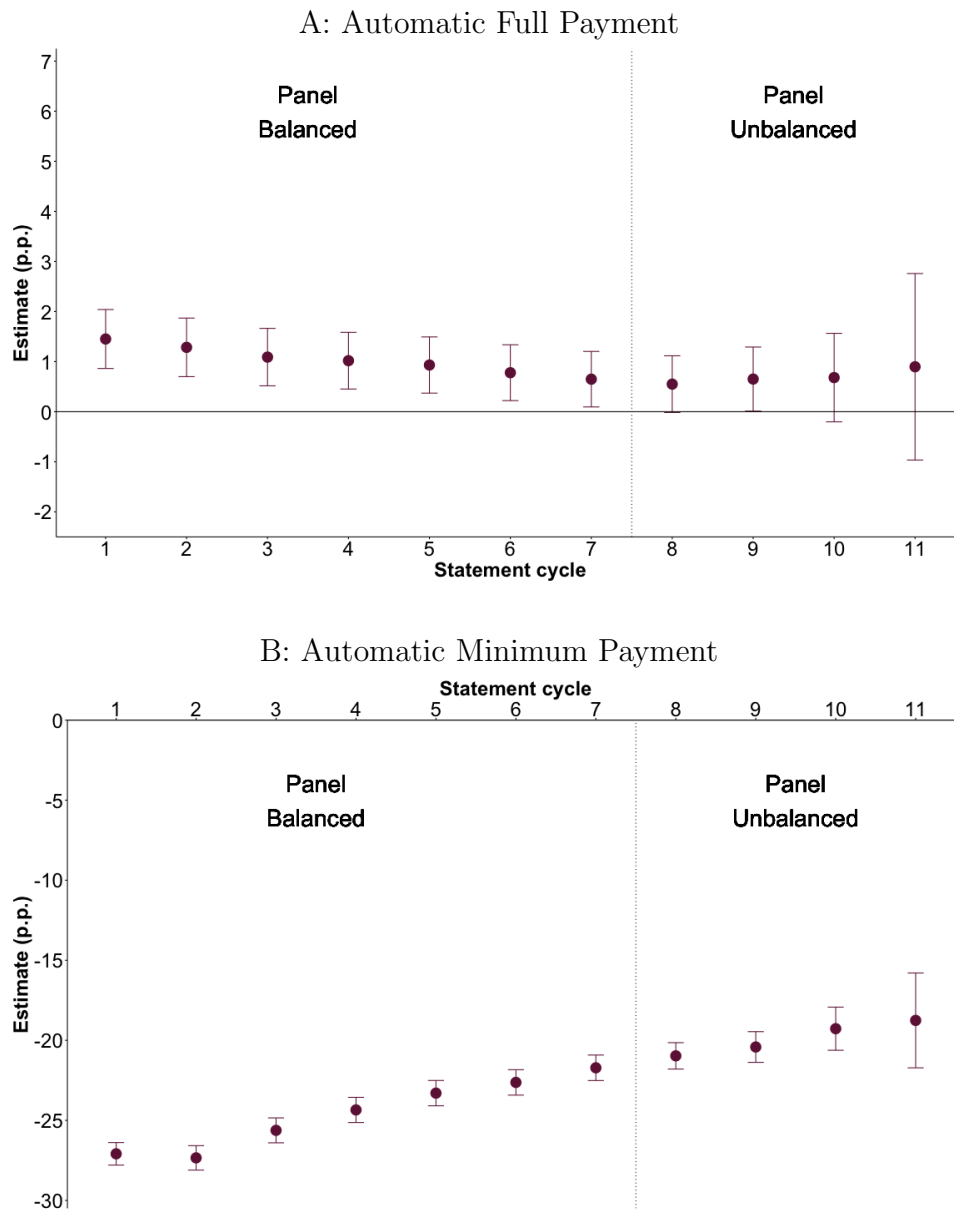 A: Automatic Full Payment
7
6
5
4
3
2
1
0
-1
-2
Estimate (p.p.)
Panel
Balanced
Panel
Unbalanced
1 2 3 4 5 6 7 8 9 10 11
Statement cycle
B: Automatic Minimum Payment
Statement cycle
1 2 3 4 5 6 7 8 9 10 11
0
-5
-10
-15
-20
-25
-30
Estimate (p.p.)
Panel
Balanced
Panel
Unbalanced